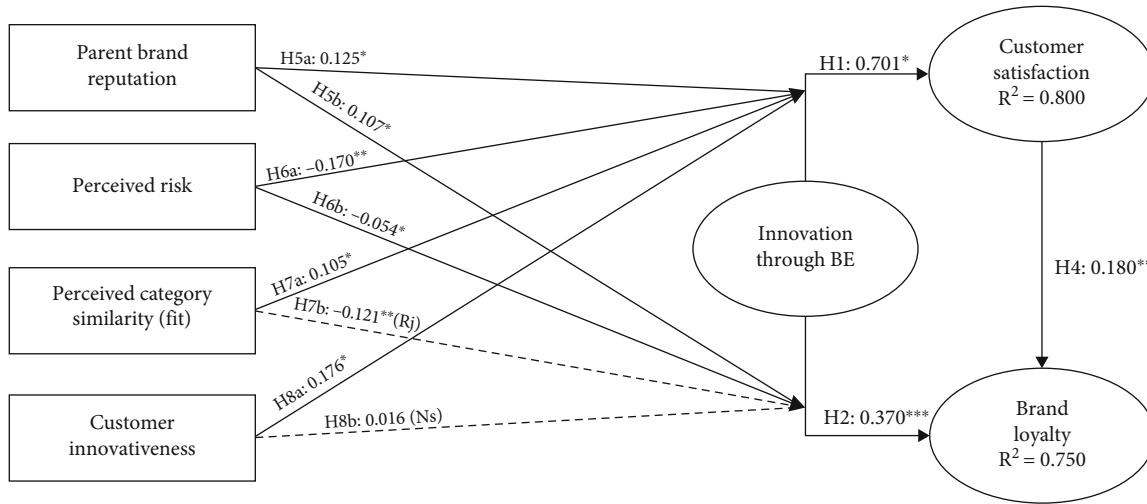 Parent brand
reputation
Perceived risk
Perceived category
similarity (fit)
Customer
innovativeness
H5a: 0.125*
H5b: 0.107*
H6a: –0.170**
H6b: –0.054*
H7a: 0.105*
H7b: –0.121**(Rj)
H8a: 0.176*
H8b: 0.016 (Ns)
Innovation
through BE
H1: 0.701*
H2: 0.370***
Customer
satisfaction
R² = 0.800
H4: 0.180**
Brand
loyalty
R² = 0.750